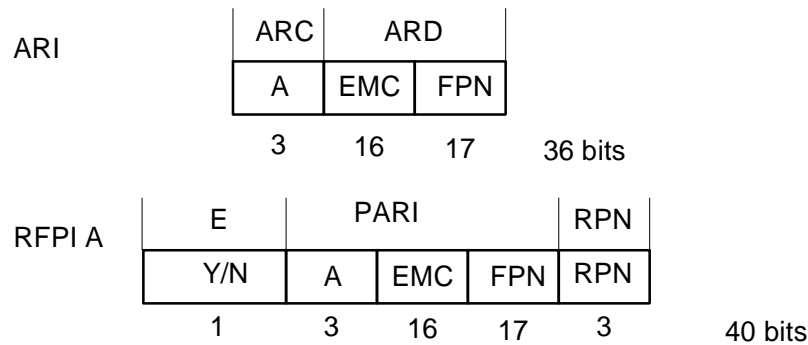 ARC ARD
ARI
A EMC FPN
3 16 17 36 bits
E PARI RPN
RFPI A
Y/N A EMC FPN RPN
1 3 16 17 3 40 bits